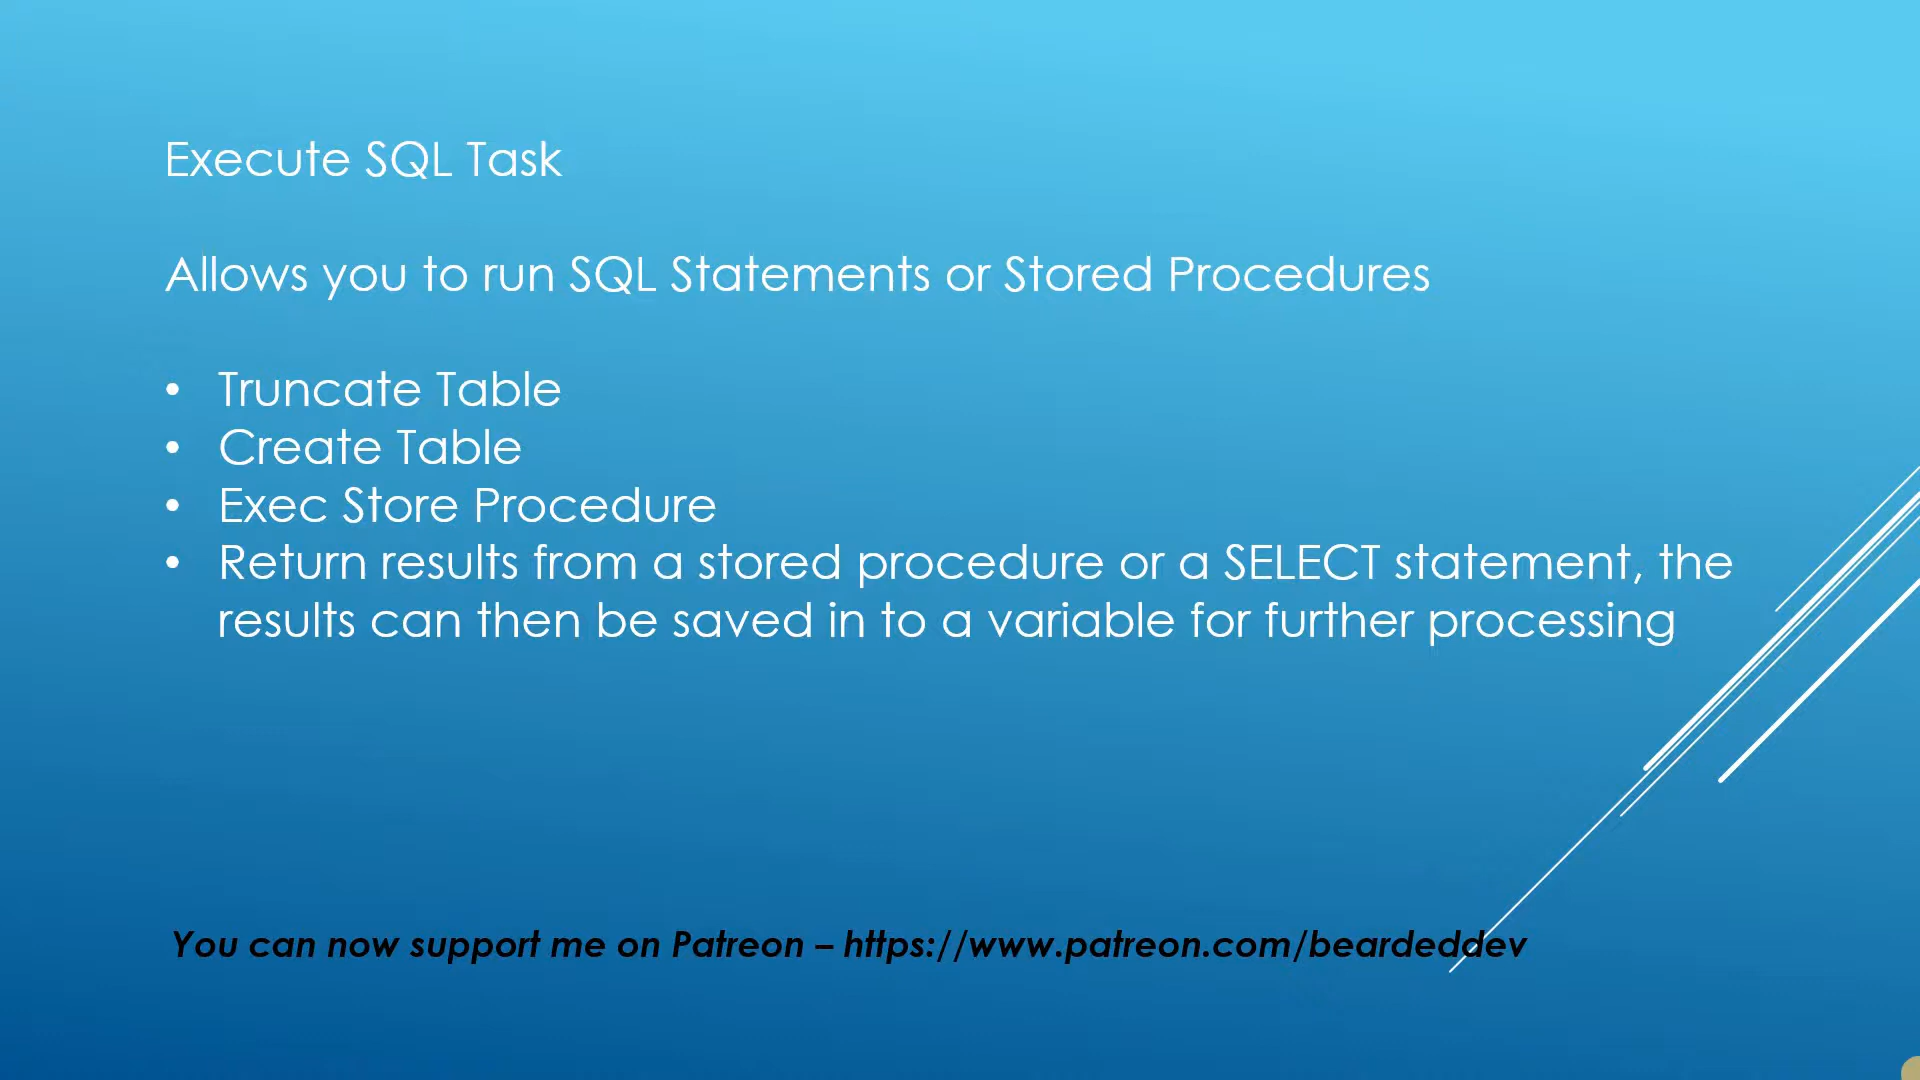 Execute SQL Task
Allows you to run SQL Statements or Stored Procedures
• Truncate Table
• Create Table
• Exec Store Procedure
• Return results from a stored procedure or a SELECT statement, the
results can then be saved in to a variable for further processing
You can now support me on Patreon – https://www.patreon.com/beardeddev